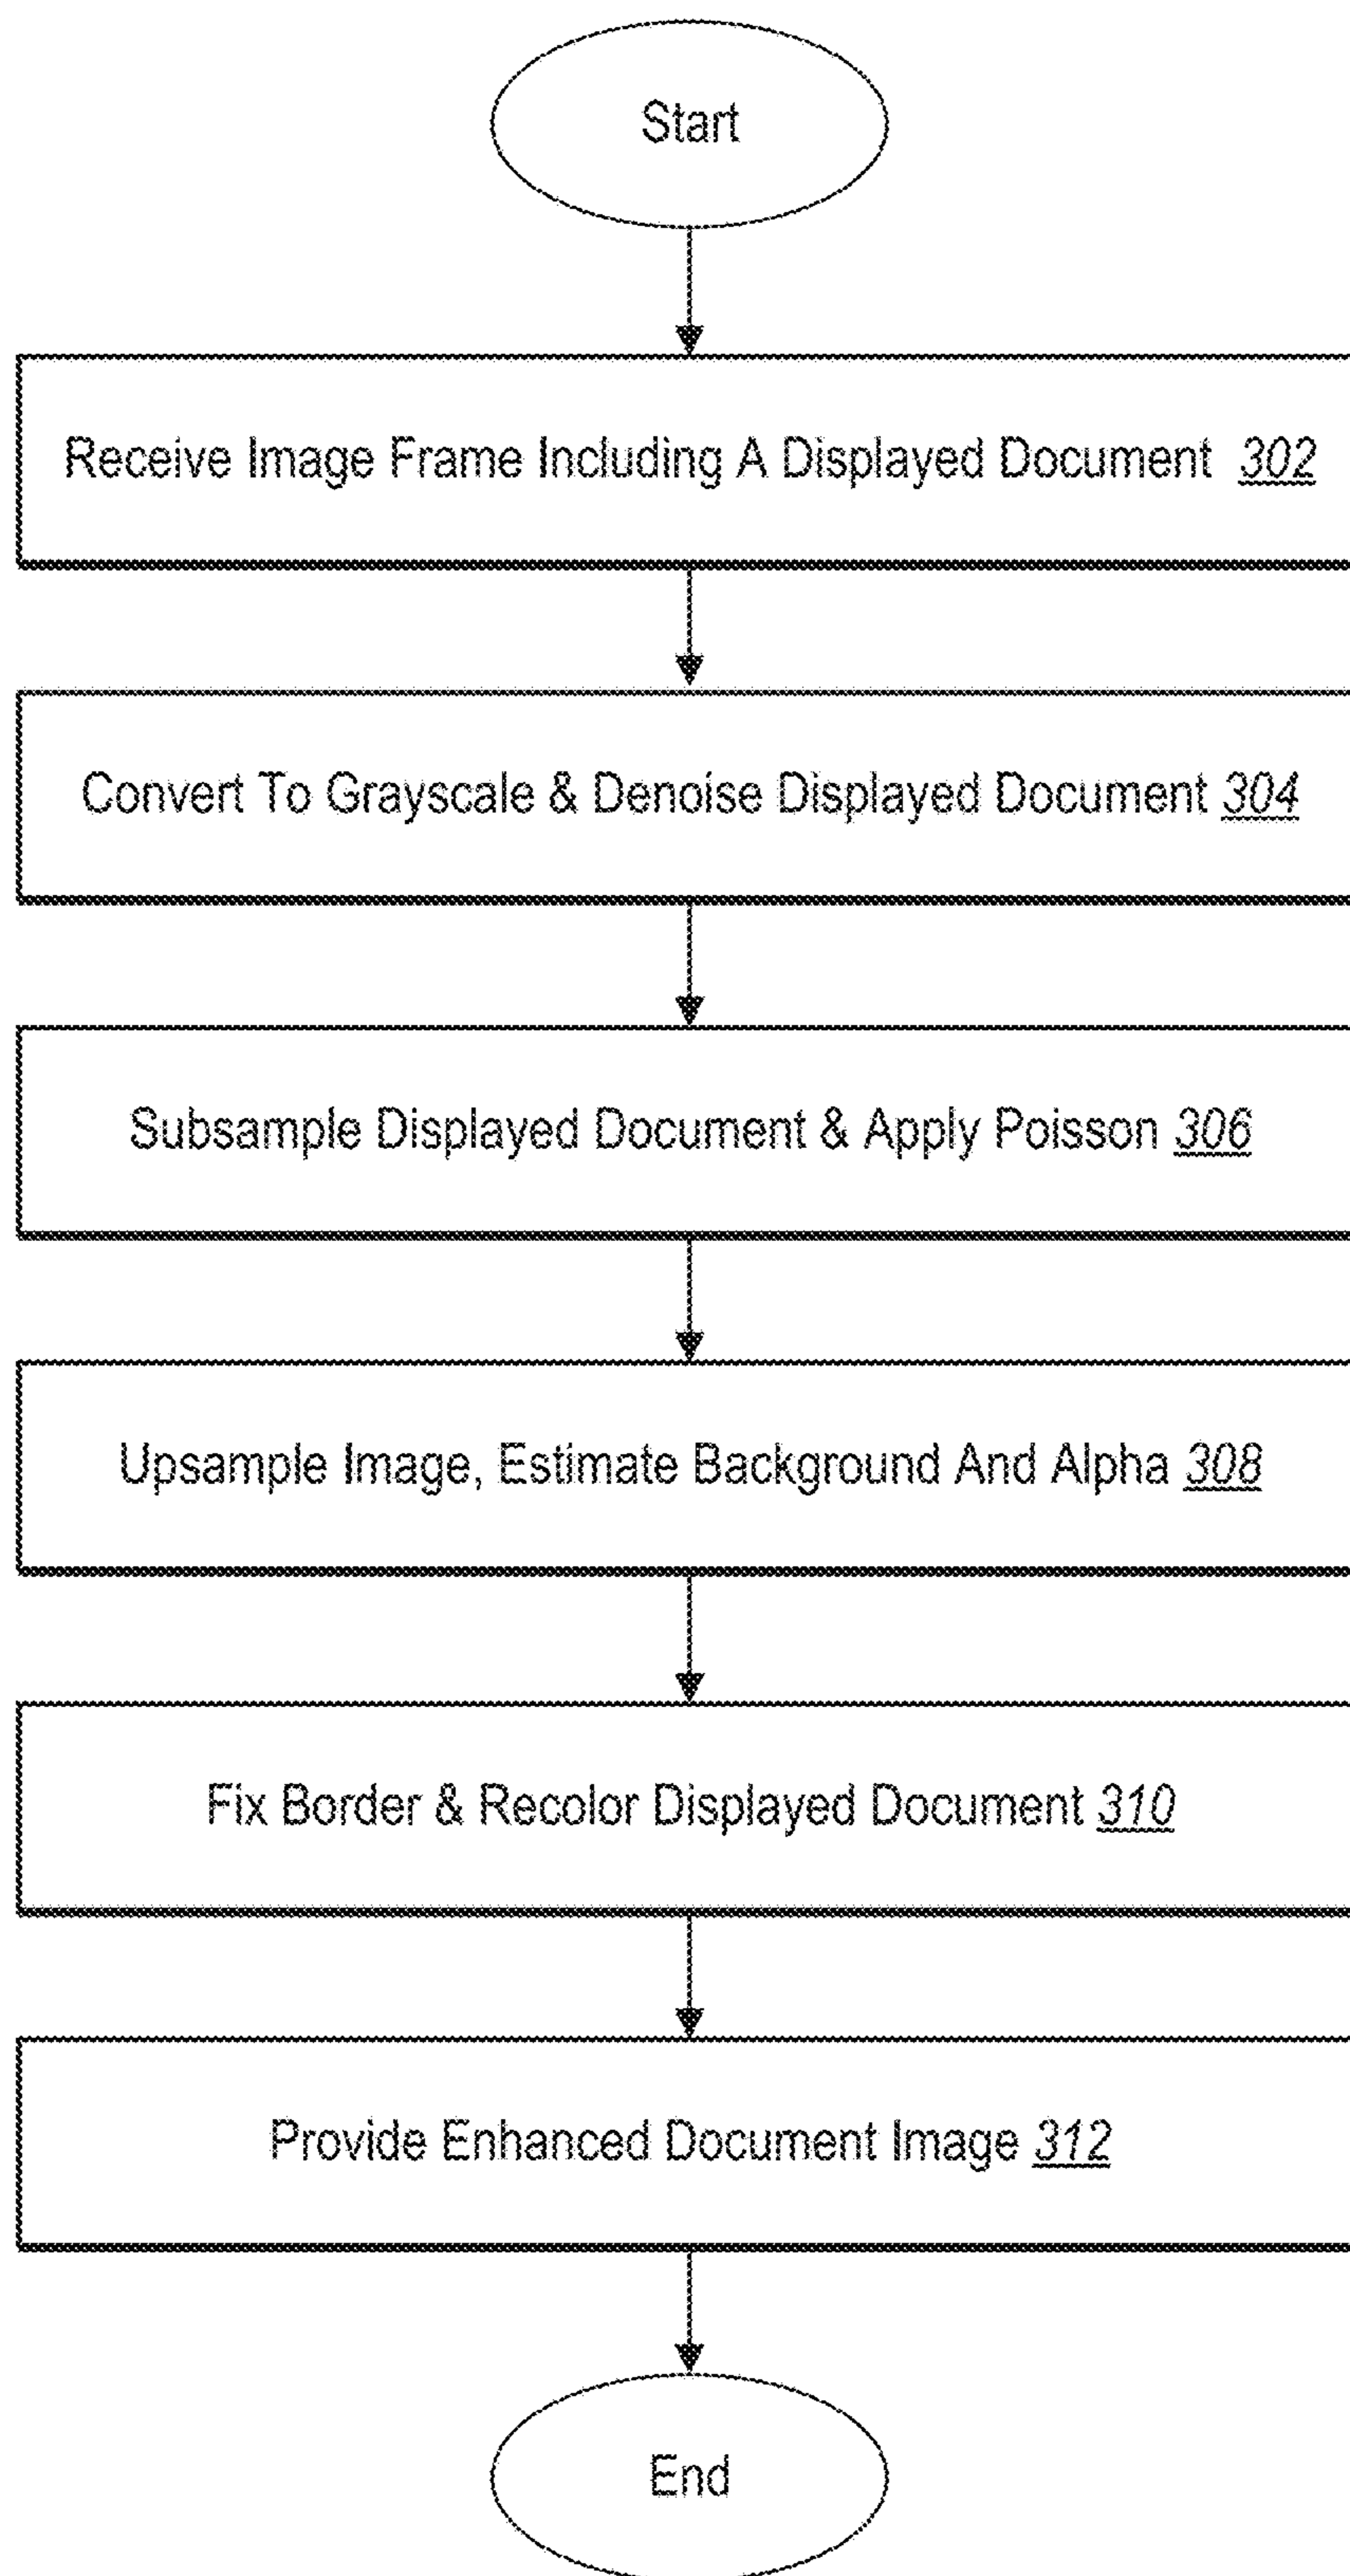 Start
Receive Image Frame Including A Displayed Document 302
Convert To Grayscale & Denoise Displayed Document 304
Subsample Displayed Document & Apply Poisson 306
Upsample Image, Estimate Background And Alpha 308
Fix Border & Recolor Displayed Document 310
Provide Enhanced Document Image 312
End